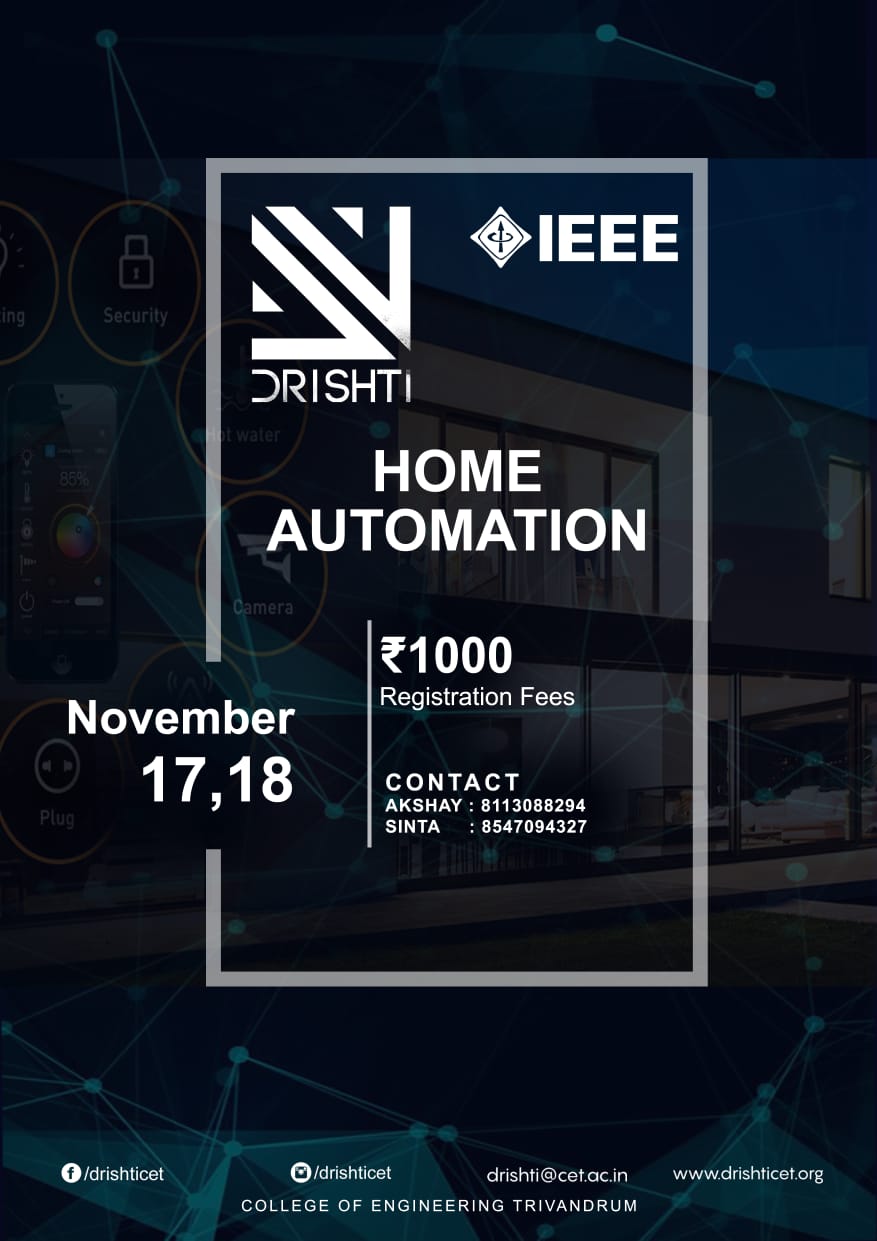 DRISHTI
IEEE
ting
Security
Hot water
85%
Camera
Plug
HOME
AUTOMATION
₹1000
Registration Fees
November
17,18
CONTACT
AKSHAY : 8113088294
SINTA : 8547094327
/drishticet
/drishticet
drishti@cet.ac.in
www.drishticet.org
COLLEGE OF ENGINEERING TRIVANDRUM